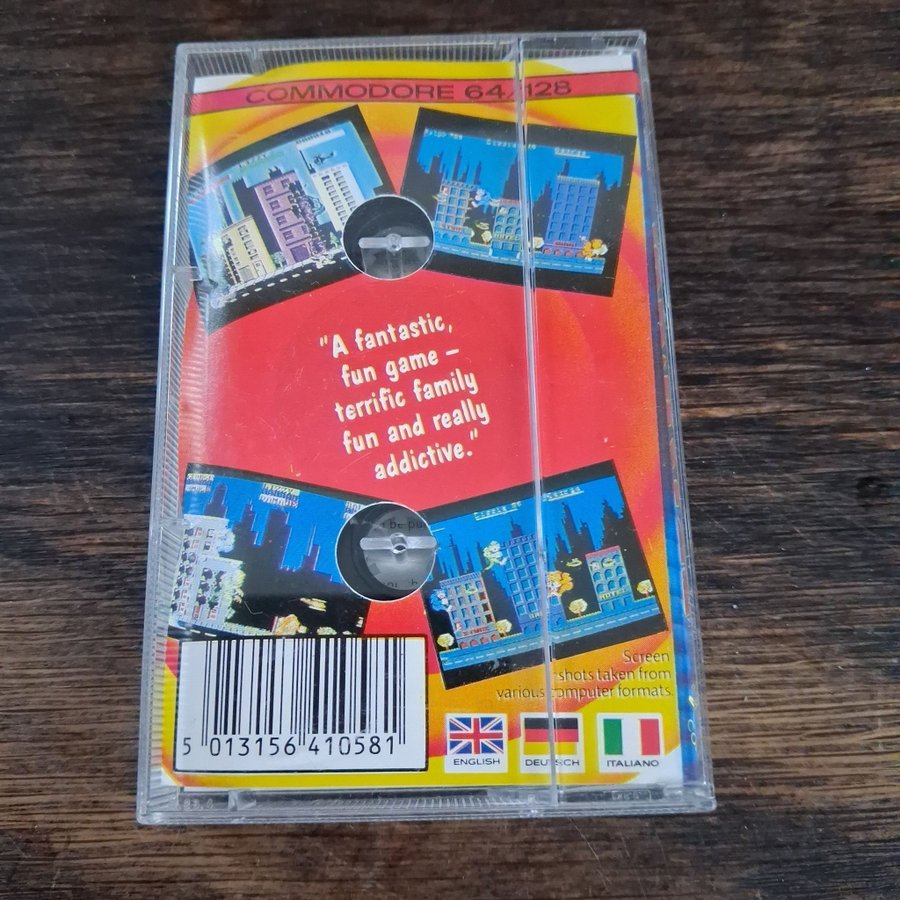 COMMODORE 64/128
"A fantastic,
fun game –
terrific family
fun and really
addictive."
Screen
shots taken from
various computer formats.
5 013156 410581
ENGLISH
DEUTSCH
ITALIANO